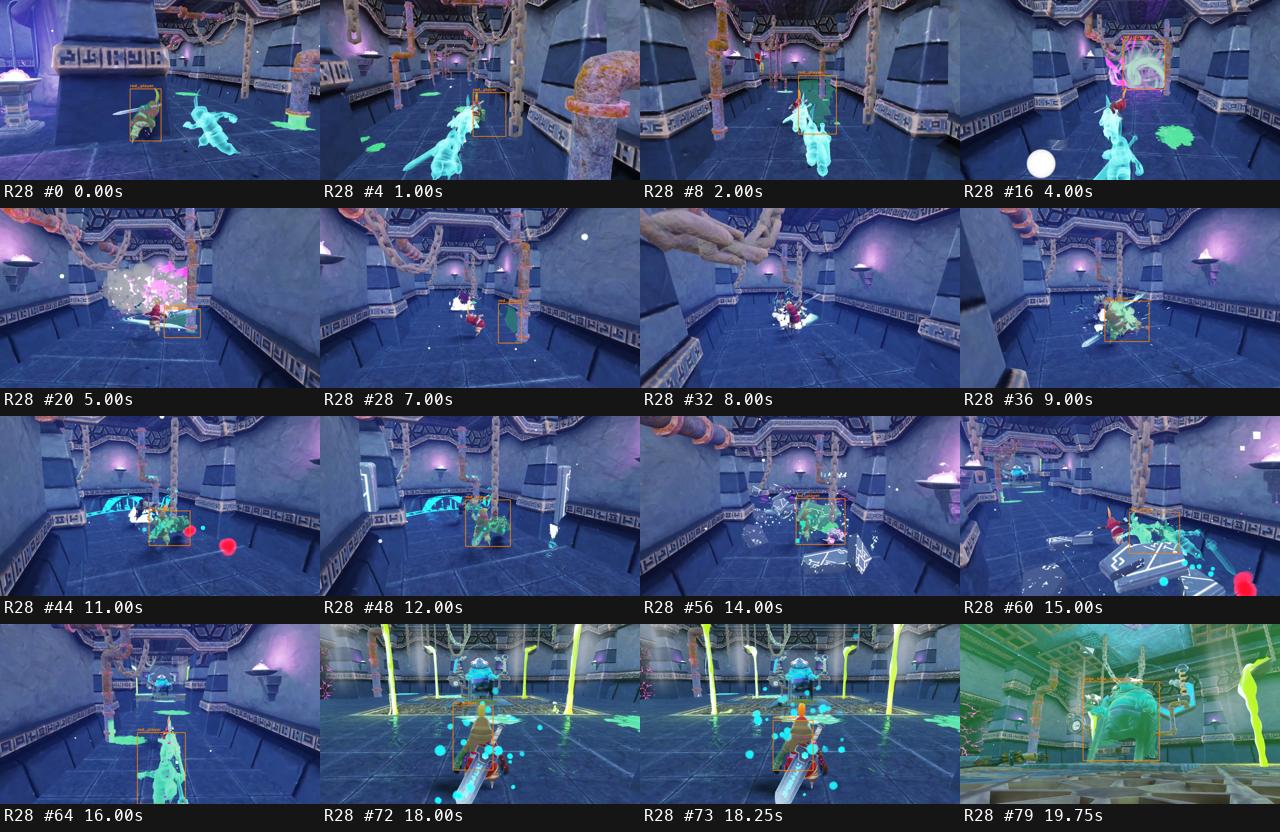 R28 #0 0.00s
R28 #4 1.00s
R28 #8 2.00s
R28 #16 4.00s
R28 #20 5.00s
R28 #28 7.00s
R28 #32 8.00s
R28 #36 9.00s
R28 #44 11.00s
R28 #48 12.00s
R28 #56 14.00s
R28 #60 15.00s
R28 #64 16.00s
R28 #72 18.00s
R28 #73 18.25s
R28 #79 19.75s